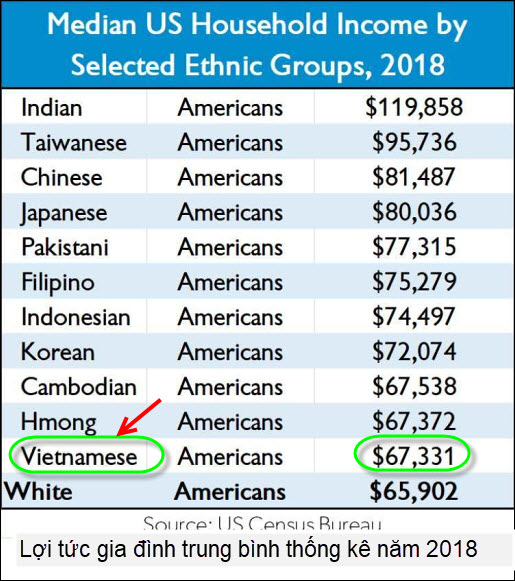 Median US Household Income by
Selected Ethnic Groups, 2018
Indian Americans $119,858
Taiwanese Americans $95,736
Chinese Americans $81,487
Japanese Americans $80,036
Pakistani Americans $77,315
Filipino Americans $75,279
Indonesian Americans $74,497
Korean Americans $72,074
Cambodian Americans $67,538
Hmong Americans $67,372
Vietnamese Americans $67,331
White Americans $65,902
Source: US Census Bureau
Lợi tức gia đình trung bình thống kê năm 2018